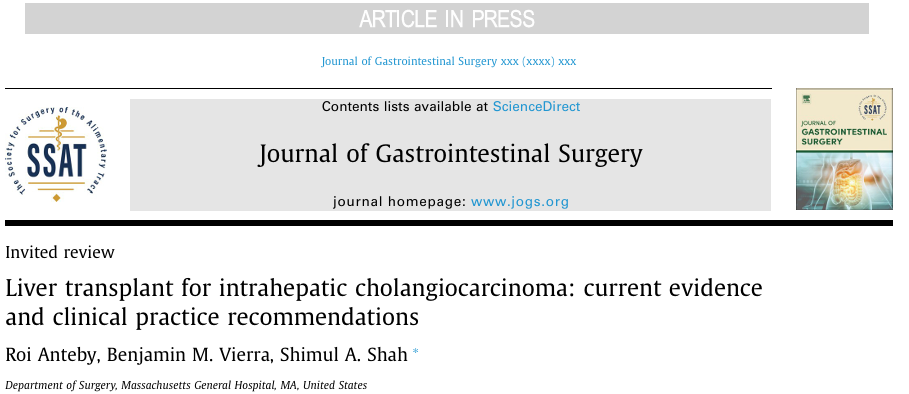 ARTICLE IN PRESS
Journal of Gastrointestinal Surgery xxx (xxxx) xxx
The Society for Surgery of the Alimentary Tract
SSAT
Contents lists available at ScienceDirect
Journal of Gastrointestinal Surgery
journal homepage: www.jogs.org
SSAT
JOURNAL OF
GASTROINTESTINAL
SURGERY
Invited review
Liver transplant for intrahepatic cholangiocarcinoma: current evidence
and clinical practice recommendations
Roi Anteby, Benjamin M. Vierra, Shimul A. Shah *
Department of Surgery, Massachusetts General Hospital, MA, United States